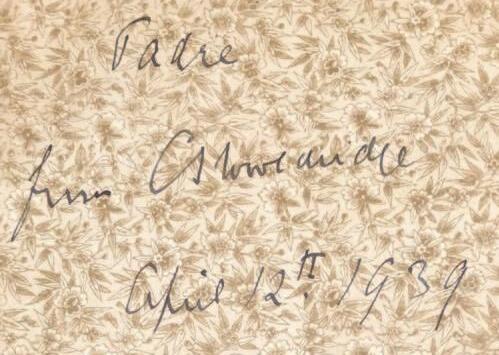 Padre
from
April 12th. 1939